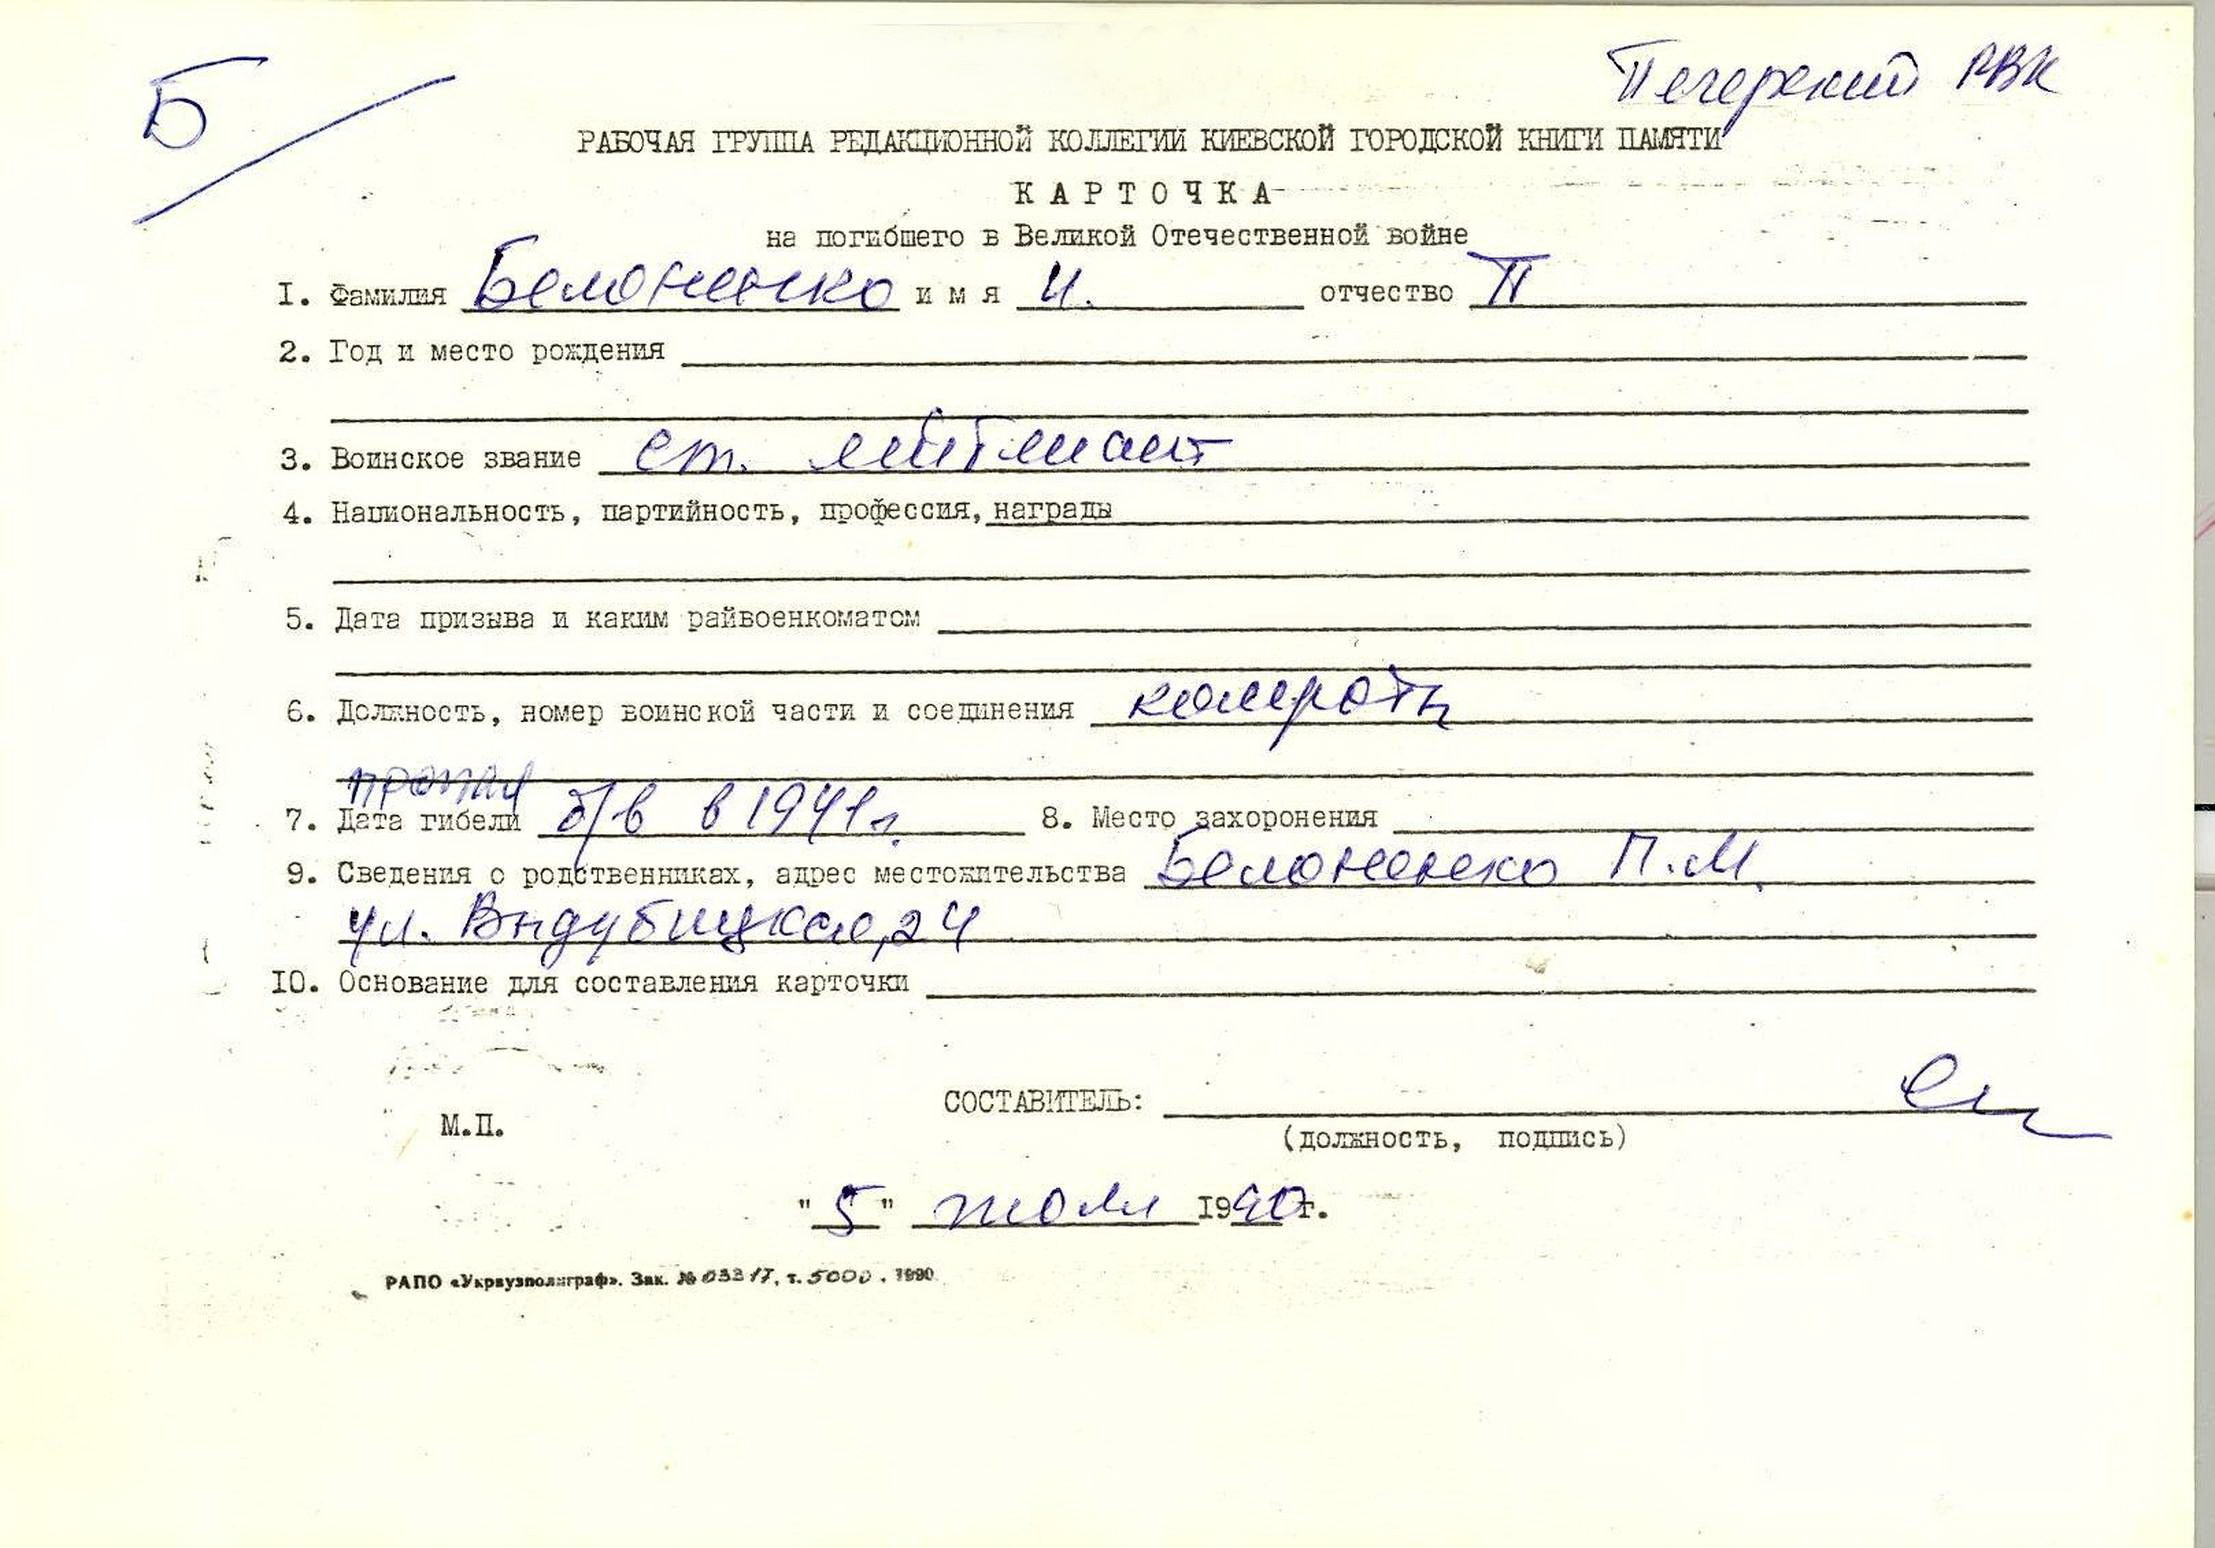 Б
Печерский РВК
РАБОЧАЯ ГРУППА РЕДАКЦИОННОЙ КОЛЛЕГИИ КИЕВСКОЙ ГОРОДСКОЙ КНИГИ ПАМЯТИ
КАРТОЧКА
на погибшего в Великой Отечественной войне
1. Фамилия Белоненко имя И. отчество П
2. Год и место рождения
3. Воинское звание ст. лейтенант
4. Национальность, партийность, профессия, награды
5. Дата призыва и каким райвоенкоматом
6. Должность, номер воинской части и соединения комроты
пропал
7. Дата гибели б/в в 1941 г. 8. Место захоронения
9. Сведения о родственниках, адрес местожительства Белоненко П.М.
ул. Выдубицкая, 24
10. Основание для составления карточки
СОСТАВИТЕЛЬ:
М.П.
(должность, подпись)
"5" июля 1990 г.
РАПО «Укрвузполиграф». Зак. № 03317, т. 5000. 1990